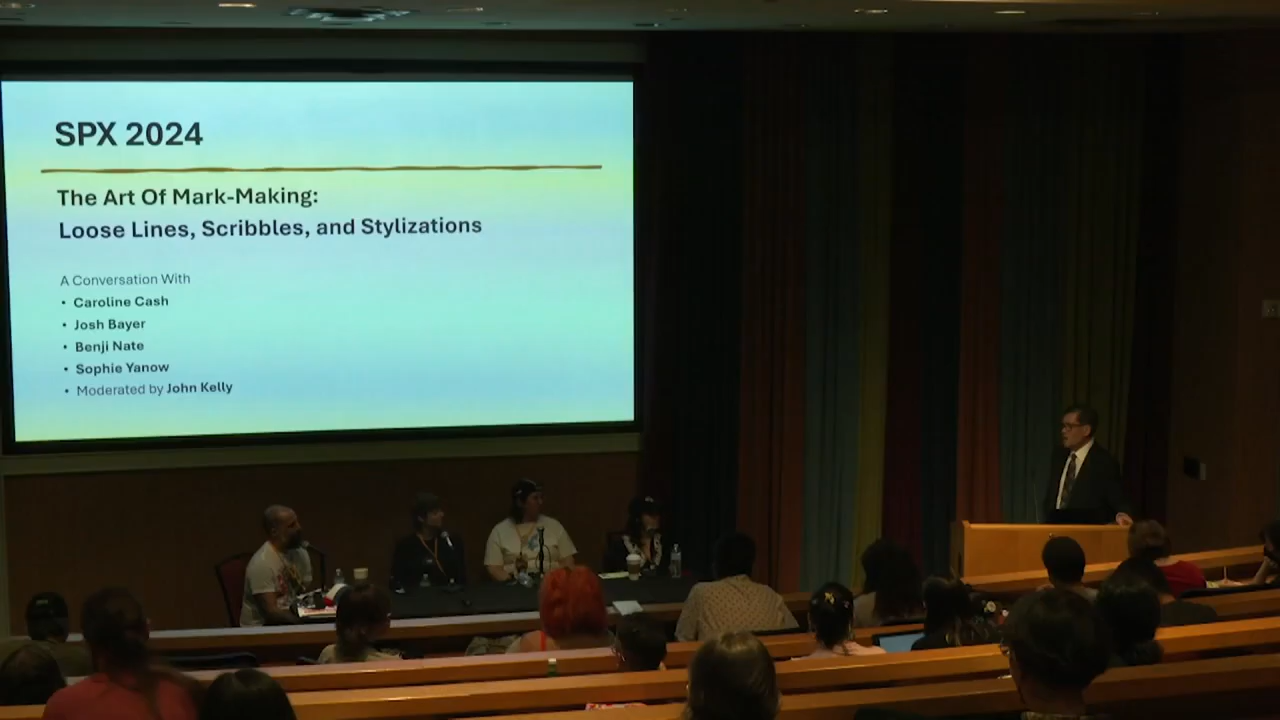 SPX 2024
The Art Of Mark-Making:
Loose Lines, Scribbles, and Stylizations
A Conversation With
• Caroline Cash
• Josh Bayer
• Benji Nate
• Sophie Yanow
• Moderated by John Kelly